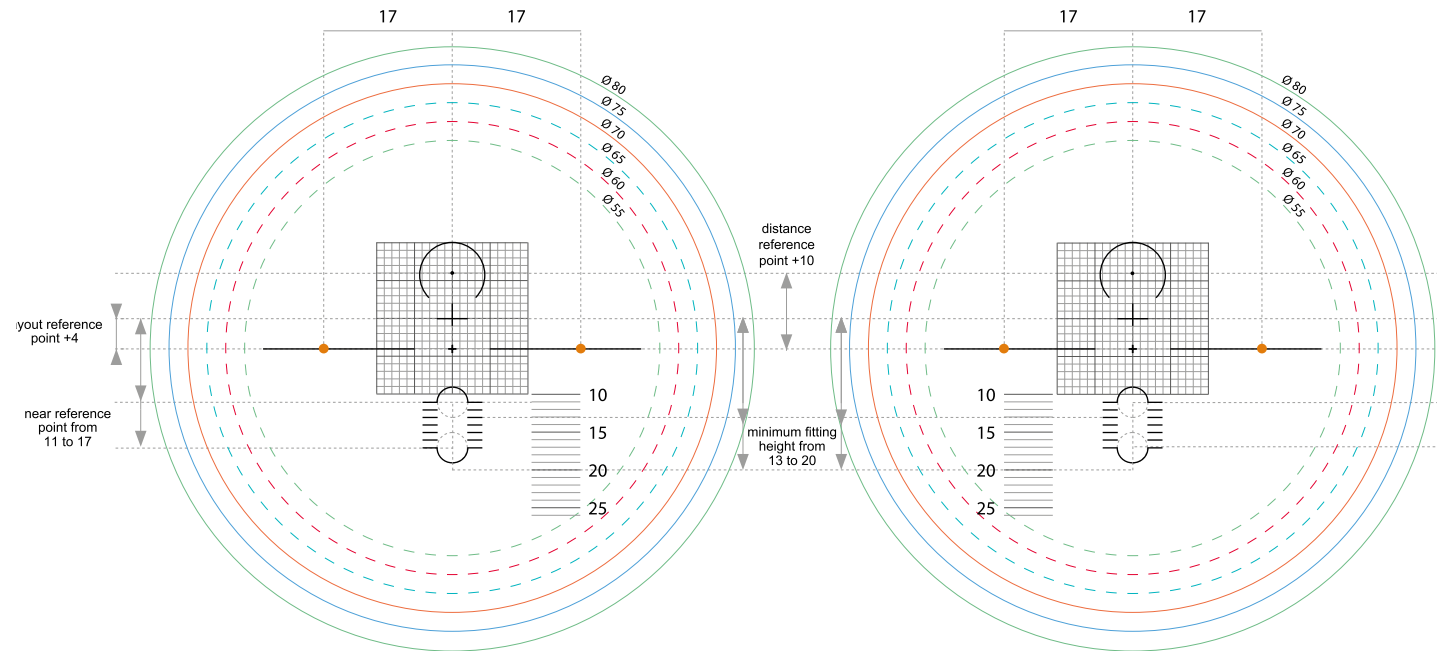 17 17
17 17
Ø 80
Ø 75
Ø 70
Ø 65
Ø 60
Ø 55
Ø 80
Ø 75
Ø 70
Ø 65
Ø 60
Ø 55
distance
reference
point +10
yout reference
point +4
near reference
point from
11 to 17
10
15
20
25
minimum fitting
height from
13 to 20
10
15
20
25